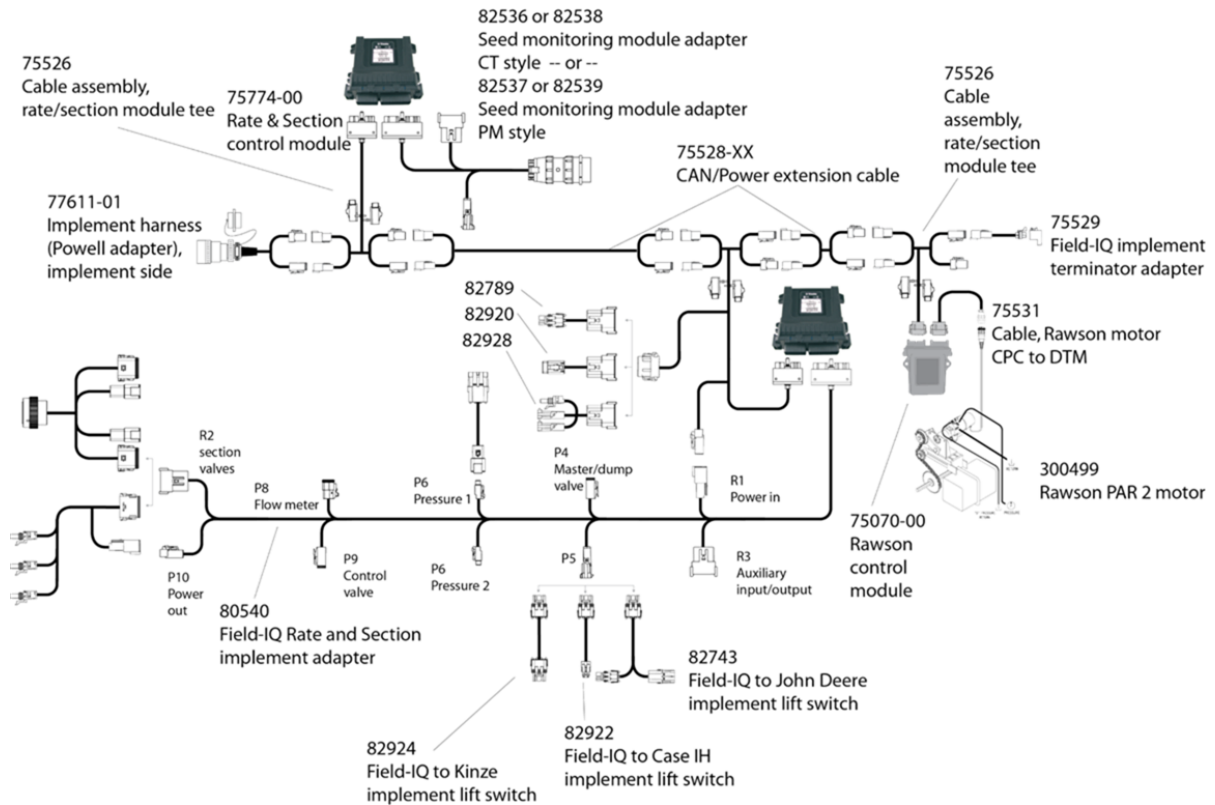 82536 or 82538
Seed monitoring module adapter
CT style -- or --
82537 or 82539
Seed monitoring module adapter
PM style
75526
Cable assembly,
rate/section module tee
75774-00
Rate & Section
control module
75526
Cable
assembly,
rate/section
module tee
75528-XX
CAN/Power extension cable
77611-01
Implement harness
(Powell adapter),
implement side
75529
Field-IQ implement
terminator adapter
82789
82920
82928
75531
Cable, Rawson motor
CPC to DTM
R2
section
valves
P8
Flow meter
P6
Pressure 1
P4
Master/dump
valve
R1
Power in
300499
Rawson PAR 2 motor
75070-00
Rawson
control
module
P10
Power
out
P9
Control
valve
P6
Pressure 2
P5
R3
Auxiliary
input/output
80540
Field-IQ Rate and Section
implement adapter
82743
Field-IQ to John Deere
implement lift switch
82922
Field-IQ to Case IH
implement lift switch
82924
Field-IQ to Kinze
implement lift switch